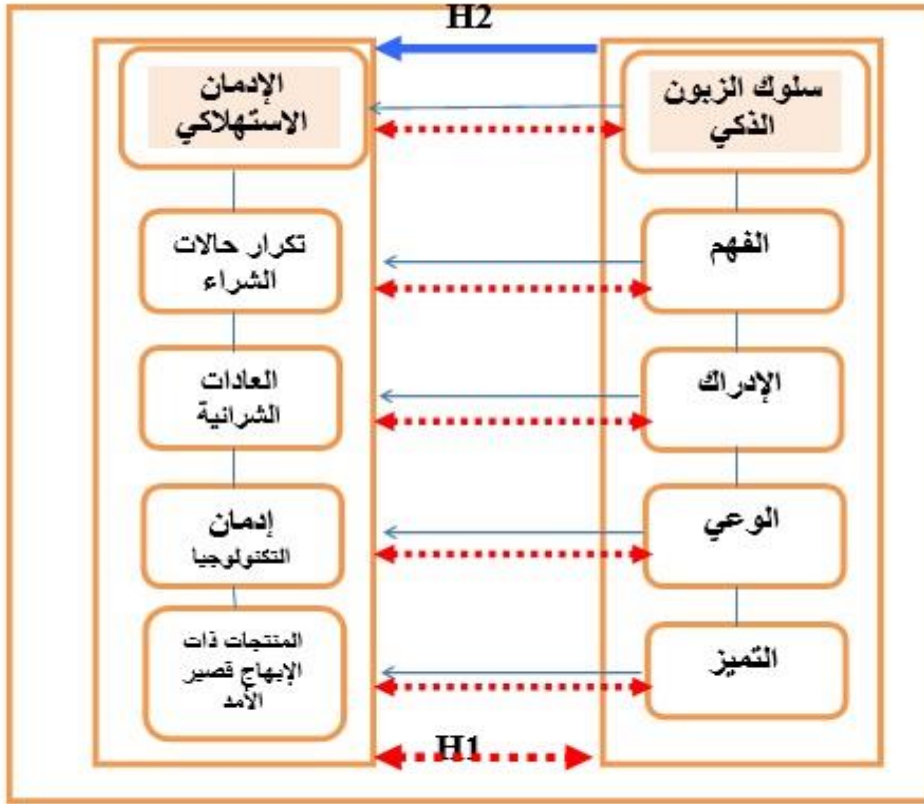 H2
سلوك الزبون
الذكي
الإدمان
الاستهلاكي
الفهم
تكرار حالات
الشراء
الإدراك
العادات
الشرائية
الوعي
إدمان
التكنولوجيا
التميز
المنتجات ذات
الإبهاج قصير
الأمد
H1